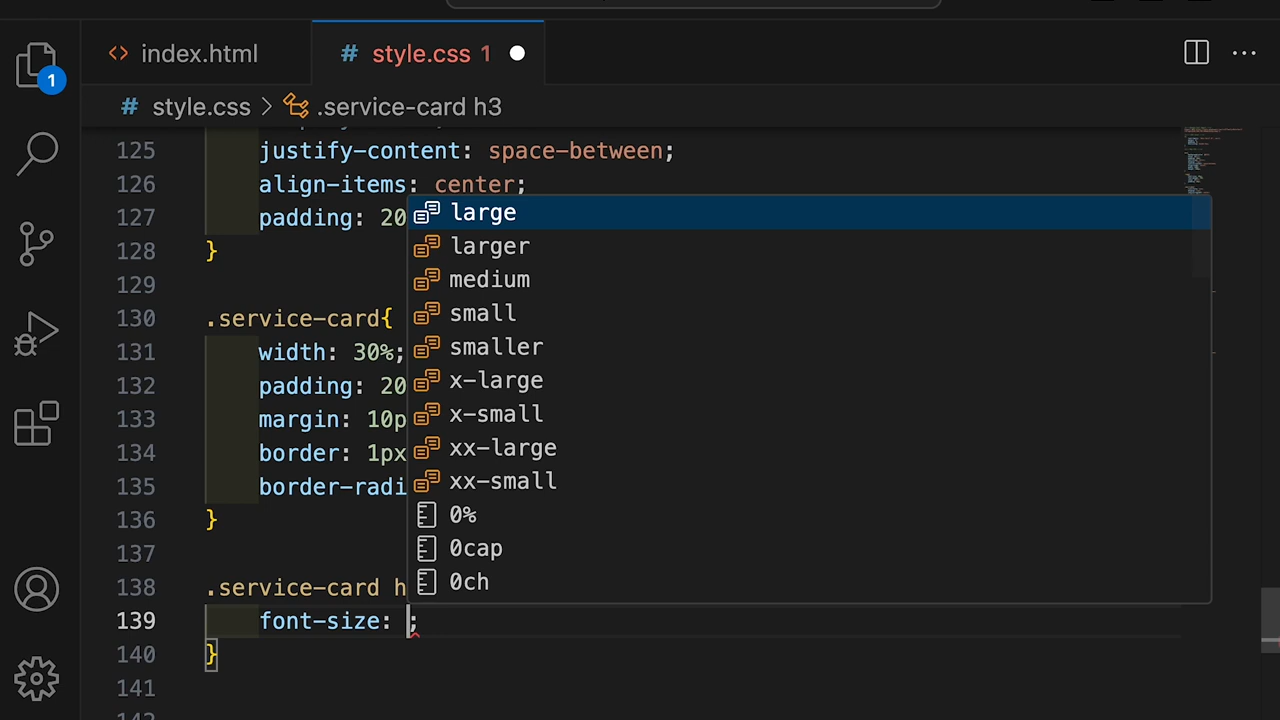 index.html
# style.css 1
1
# style.css > .service-card h3
125 justify-content: space-between;
126 align-items: center;
127 padding: 20
128 }
129
130 .service-card{
131 width: 30%;
132 padding: 20
133 margin: 10p
134 border: 1px
135 border-radi
136 }
137
138 .service-card h
139 font-size: ;
140 }
141
large
larger
medium
small
smaller
x-large
x-small
xx-large
xx-small
0%
0cap
0ch